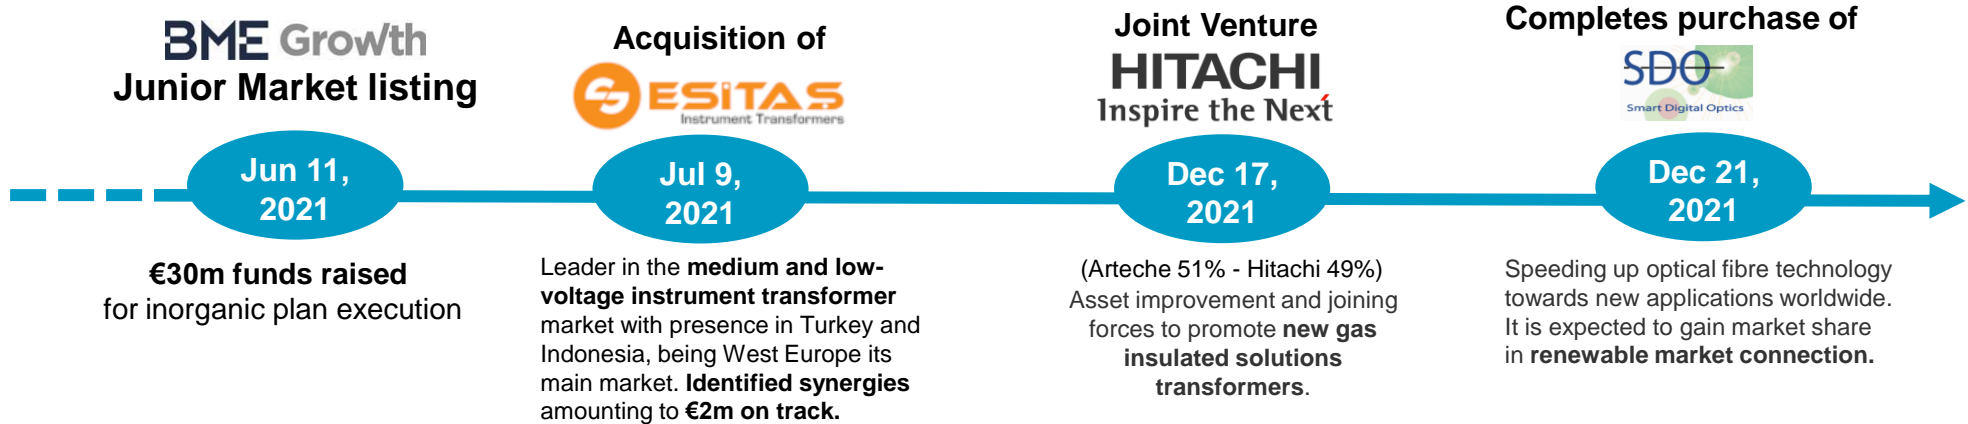 BME Growth
Junior Market listing
Jun 11,
2021
€30m funds raised
for inorganic plan execution
Acquisition of
ESITAS
Instrument Transformers
Jul 9,
2021
Leader in the medium and low-
voltage instrument transformer
market with presence in Turkey and
Indonesia, being West Europe its
main market. Identified synergies
amounting to €2m on track.
Joint Venture
HITACHI
Inspire the Next
Dec 17,
2021
(Arteche 51% - Hitachi 49%)
Asset improvement and joining
forces to promote new gas
insulated solutions
transformers.
Completes purchase of
SDO
Smart Digital Optics
Dec 21,
2021
Speeding up optical fibre technology
towards new applications worldwide.
It is expected to gain market share
in renewable market connection.